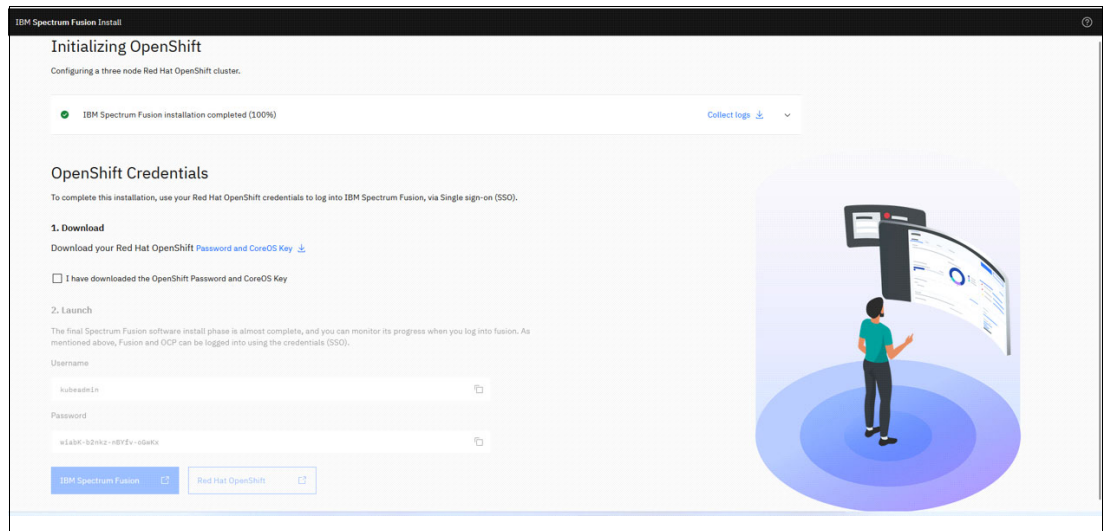 IBM Spectrum Fusion Install
Initializing OpenShift
Configuring a three node Red Hat OpenShift cluster.
IBM Spectrum Fusion installation completed (100%)
Collect logs
OpenShift Credentials
To complete this installation, use your Red Hat OpenShift credentials to log into IBM Spectrum Fusion, via Single sign-on (SSO).
1. Download
Download your Red Hat OpenShift Password and CoreOS Key
I have downloaded the OpenShift Password and CoreOS Key
2. Launch
The final Spectrum Fusion software install phase is almost complete, and you can monitor its progress when you log into fusion. As
mentioned above, Fusion and OCP can be logged into using the credentials (SSO).
Username
kubeadmin
Password
IBM Spectrum Fusion
Red Hat OpenShift